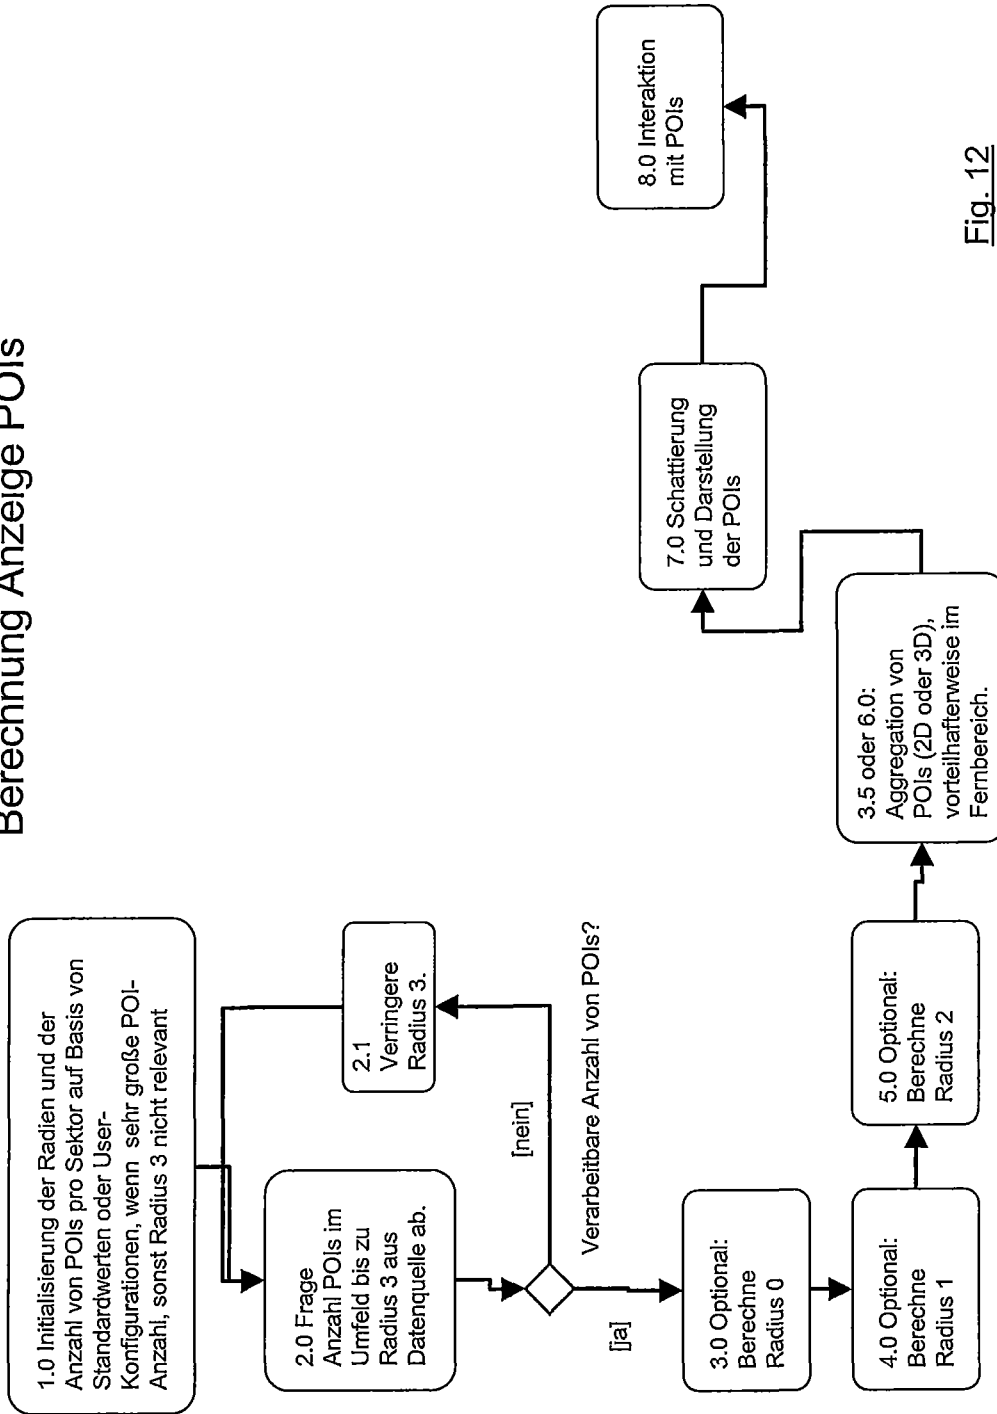 Berechnung Anzeige POIs
1.0 Initialisierung der Radien und der
Anzahl von POIs pro Sektor auf Basis von
Standardwerten oder User-
Konfigurationen, wenn sehr große POI-
Anzahl, sonst Radius 3 nicht relevant
2.0 Frage
Anzahl POIs im
Umfeld bis zu
Radius 3 aus
Datenquelle ab.
2.1
Verringere
Radius 3.
[nein]
Verarbeitbare Anzahl von POIs?
[ja]
3.0 Optional:
Berechne
Radius 0
4.0 Optional:
Berechne
Radius 1
5.0 Optional:
Berechne
Radius 2
3.5 oder 6.0:
Aggregation von
POIs (2D oder 3D),
vorteilhafterweise im
Fernbereich.
7.0 Schattierung
und Darstellung
der POIs
8.0 Interaktion
mit POIs
Fig. 12